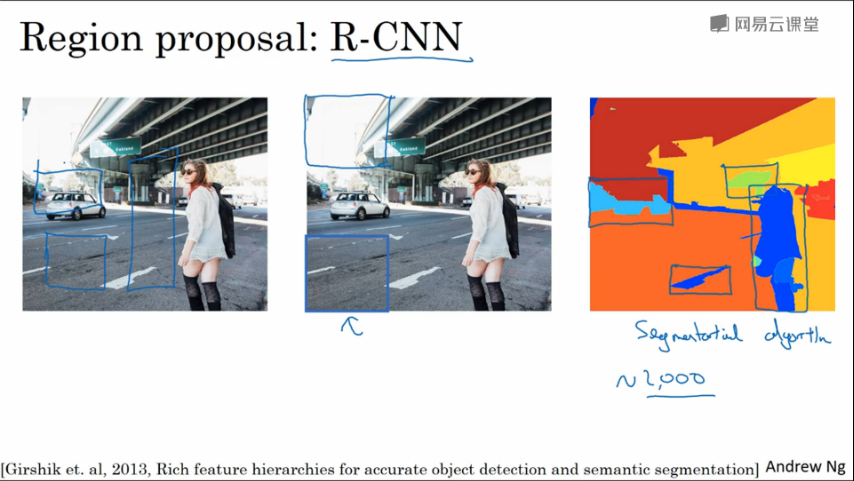 Region proposal: R-CNN
网易云课堂
Oakland
Segmentation algorithm
~2,000
[Girshik et. al, 2013, Rich feature hierarchies for accurate object detection and semantic segmentation] Andrew Ng